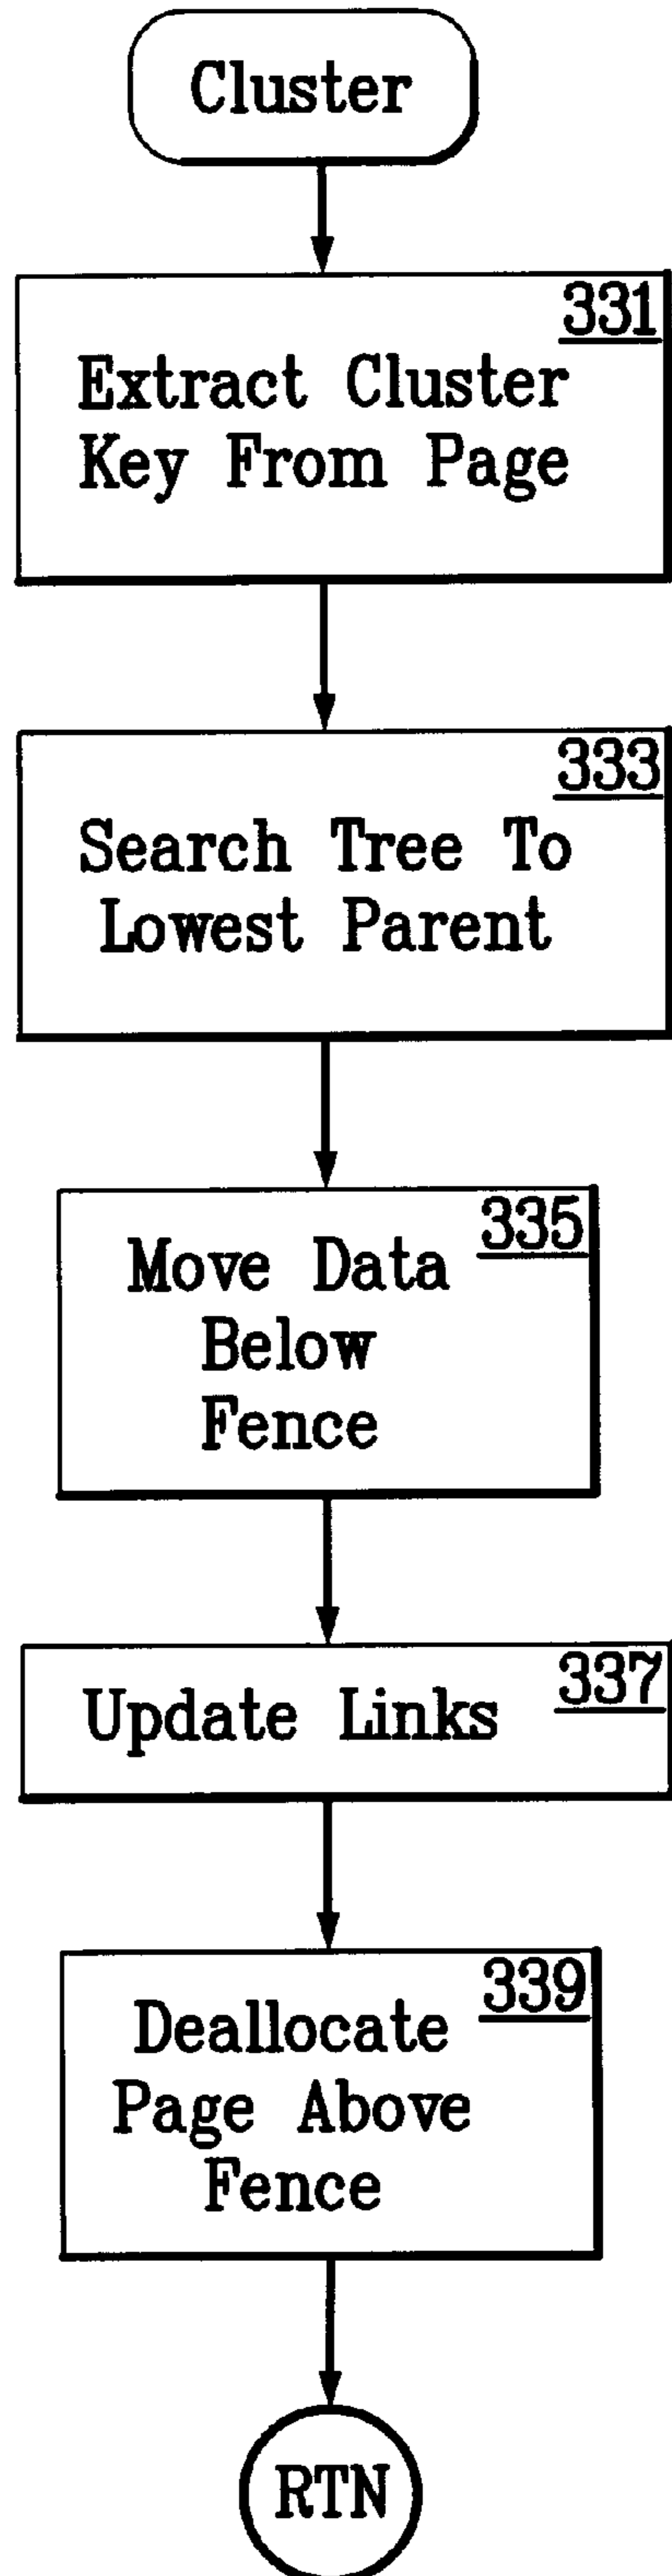 Cluster
331
Extract Cluster
Key From Page
333
Search Tree To
Lowest Parent
335
Move Data
Below
Fence
337
Update Links
339
Deallocate
Page Above
Fence
RTN